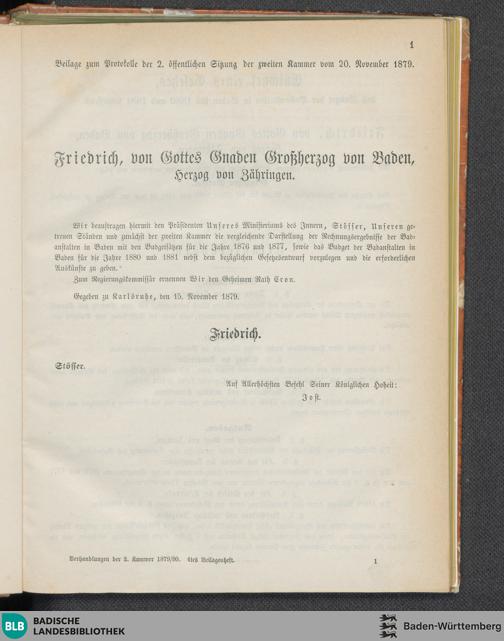 1
Beilage zum Protokolle der 2. öffentlichen Sitzung der zweiten Kammer vom 20. November 1879.
Friedrich, von Gottes Gnaden Großherzog von Baden,
Herzog von Zähringen.
Wir beauftragen hiermit den Präsidenten Unseres Ministeriums des Innern, Stösser, Unseren ge-
treuen Ständen und zunächst der zweiten Kammer die vergleichende Darstellung der Rechnungsergebnisse der Bad-
anstalten in Baden mit den Budgetsätzen für die Jahre 1876 und 1877, sowie das Budget der Badanstalten in
Baden für die Jahre 1880 und 1881 nebst dem bezüglichen Gesetzesentwurf vorzulegen und die erforderlichen
Auskünfte zu geben.
Zum Regierungskommissär ernennen Wir den Geheimen Rath Cron.
Gegeben zu Karlsruhe, den 15. November 1879.
Friedrich.
Stösser.
Auf Allerhöchsten Befehl Seiner Königlichen Hoheit:
Jost.
Verhandlungen der 2. Kammer 1879/80. 4tes Beilagenheft. 1
BLB BADISCHE
LANDESBIBLIOTHEK
Baden-Württemberg